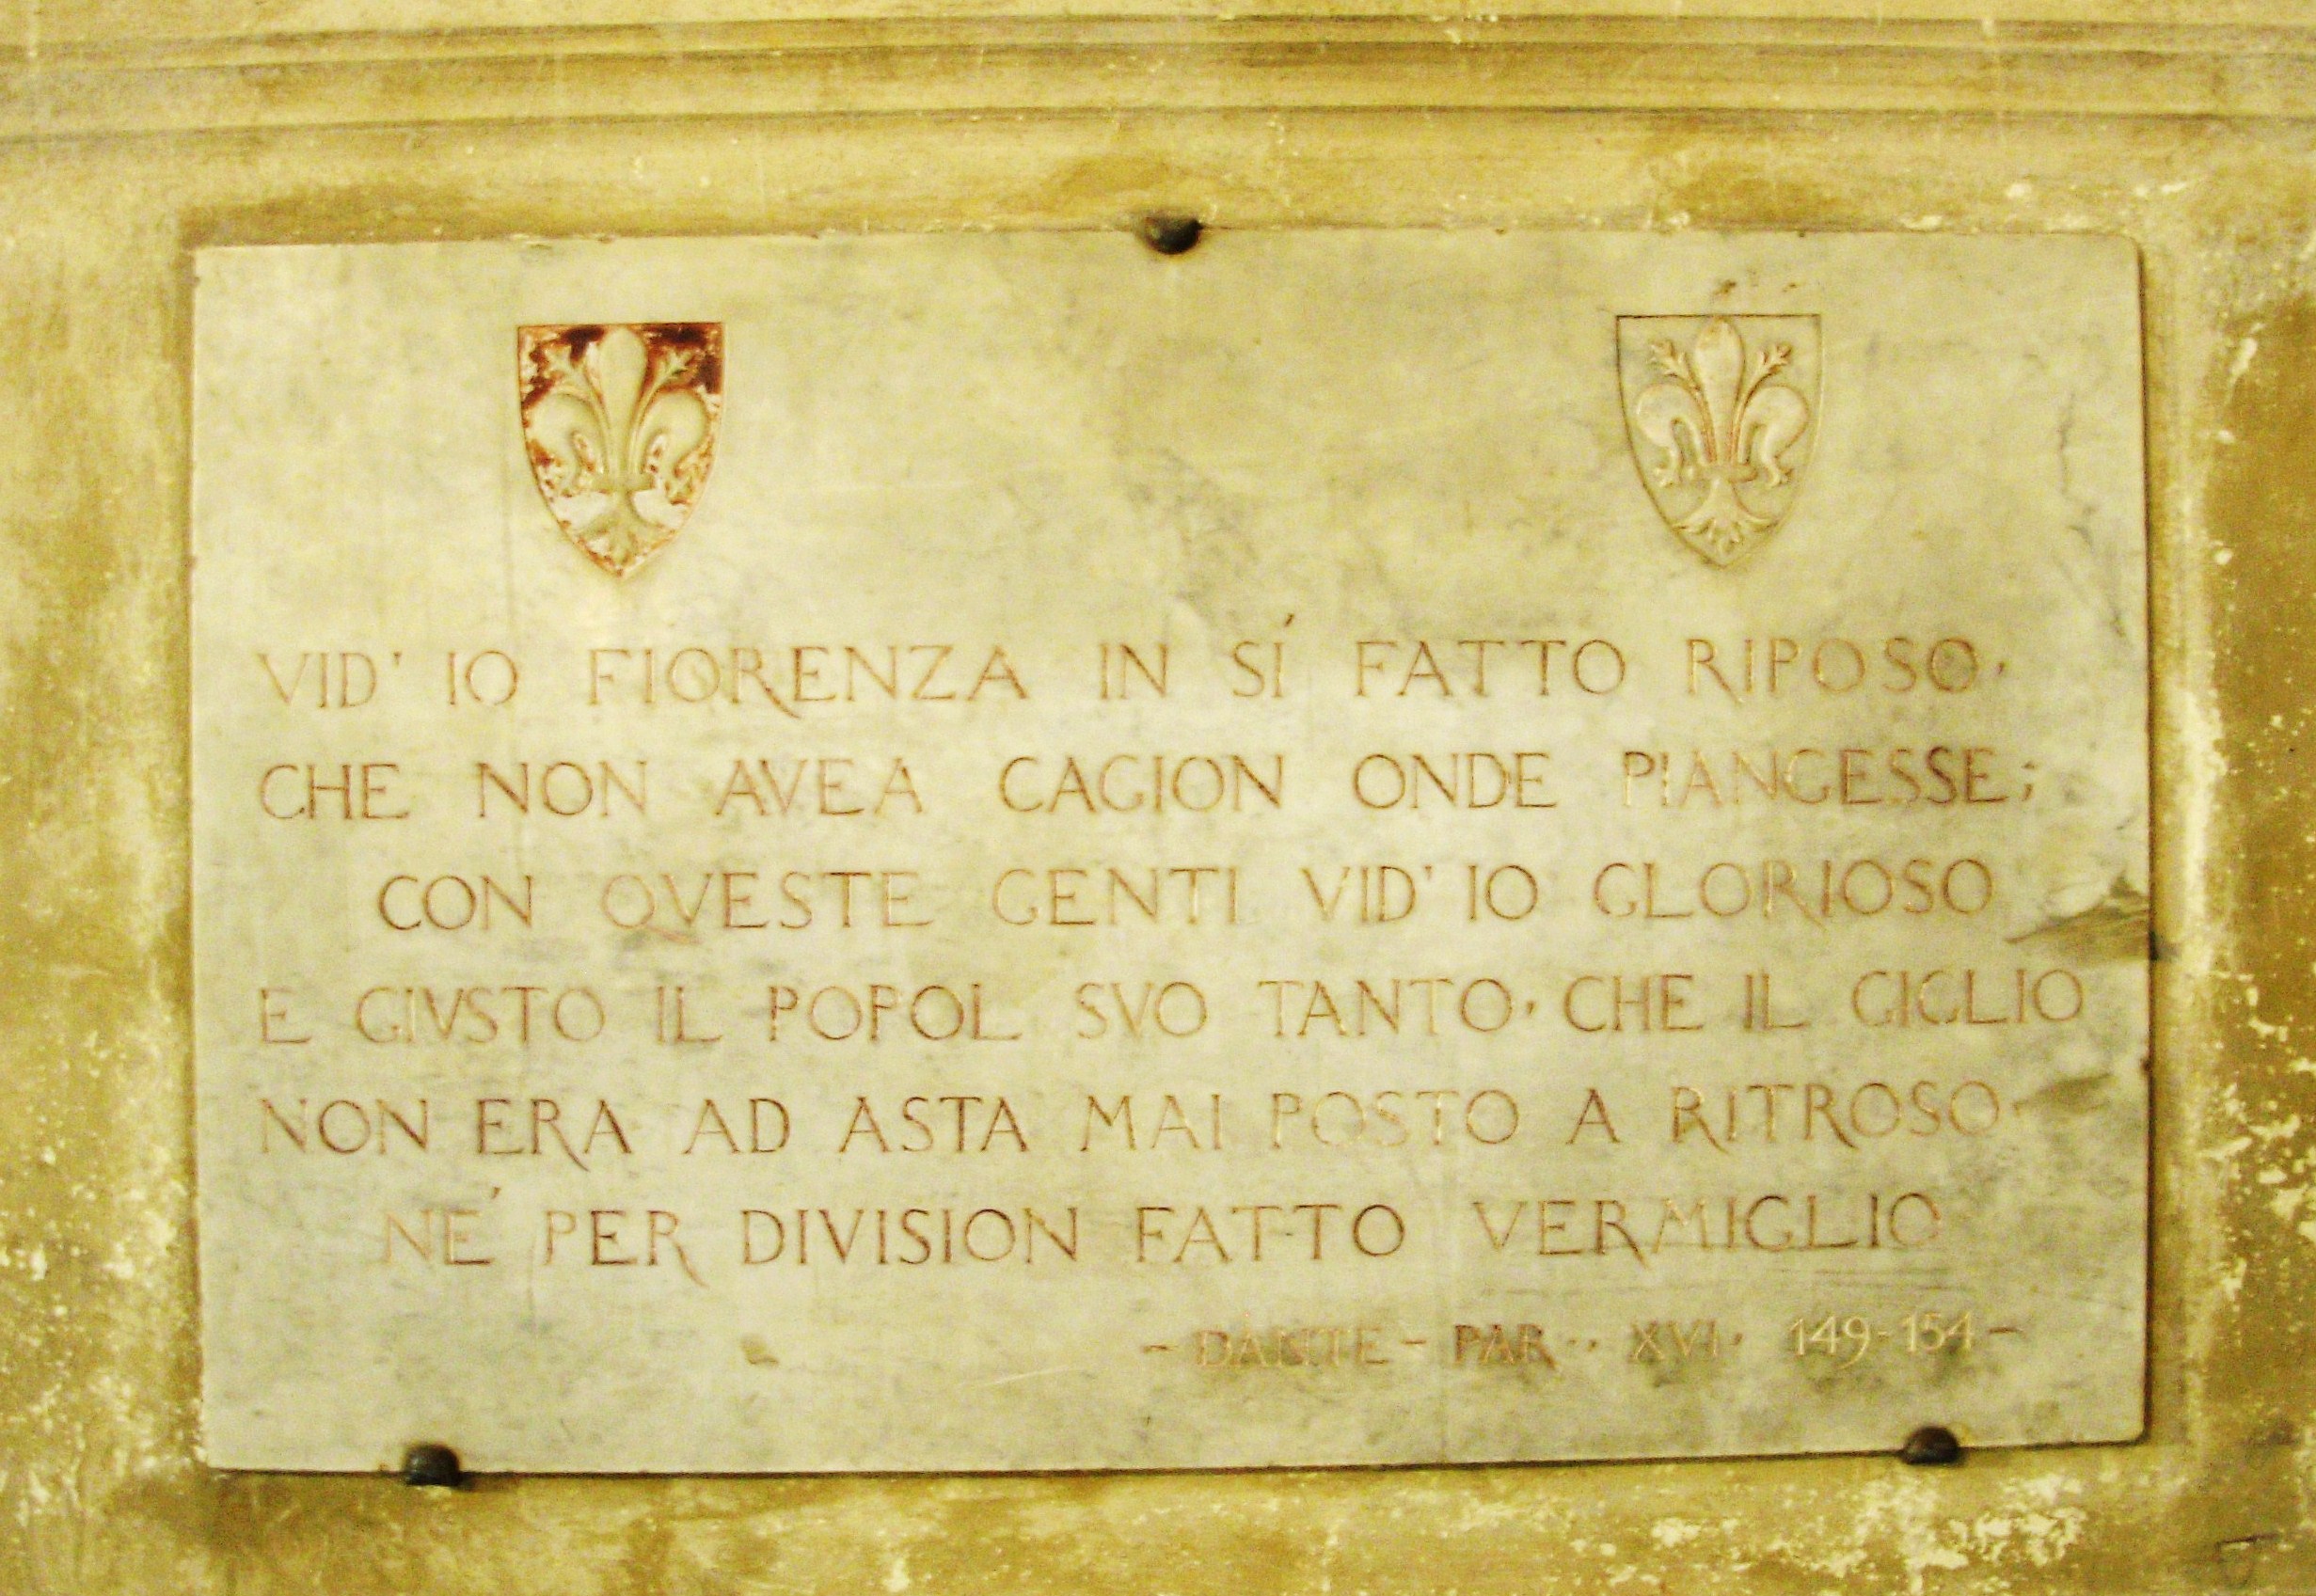 VID' IO FIORENZA IN SÍ FATTO RIPOSO·
CHE NON AVEA CAGION ONDE PIANGESSE;
CON QVESTE GENTI VID' IO GLORIOSO
E GIVSTO IL POPOL SVO TANTO· CHE IL GIGLIO
NON ERA AD ASTA MAI POSTO A RITROSO·
NÉ PER DIVISION FATTO VERMIGLIO
- DANTE - PAR·· XVI· 149-154 -